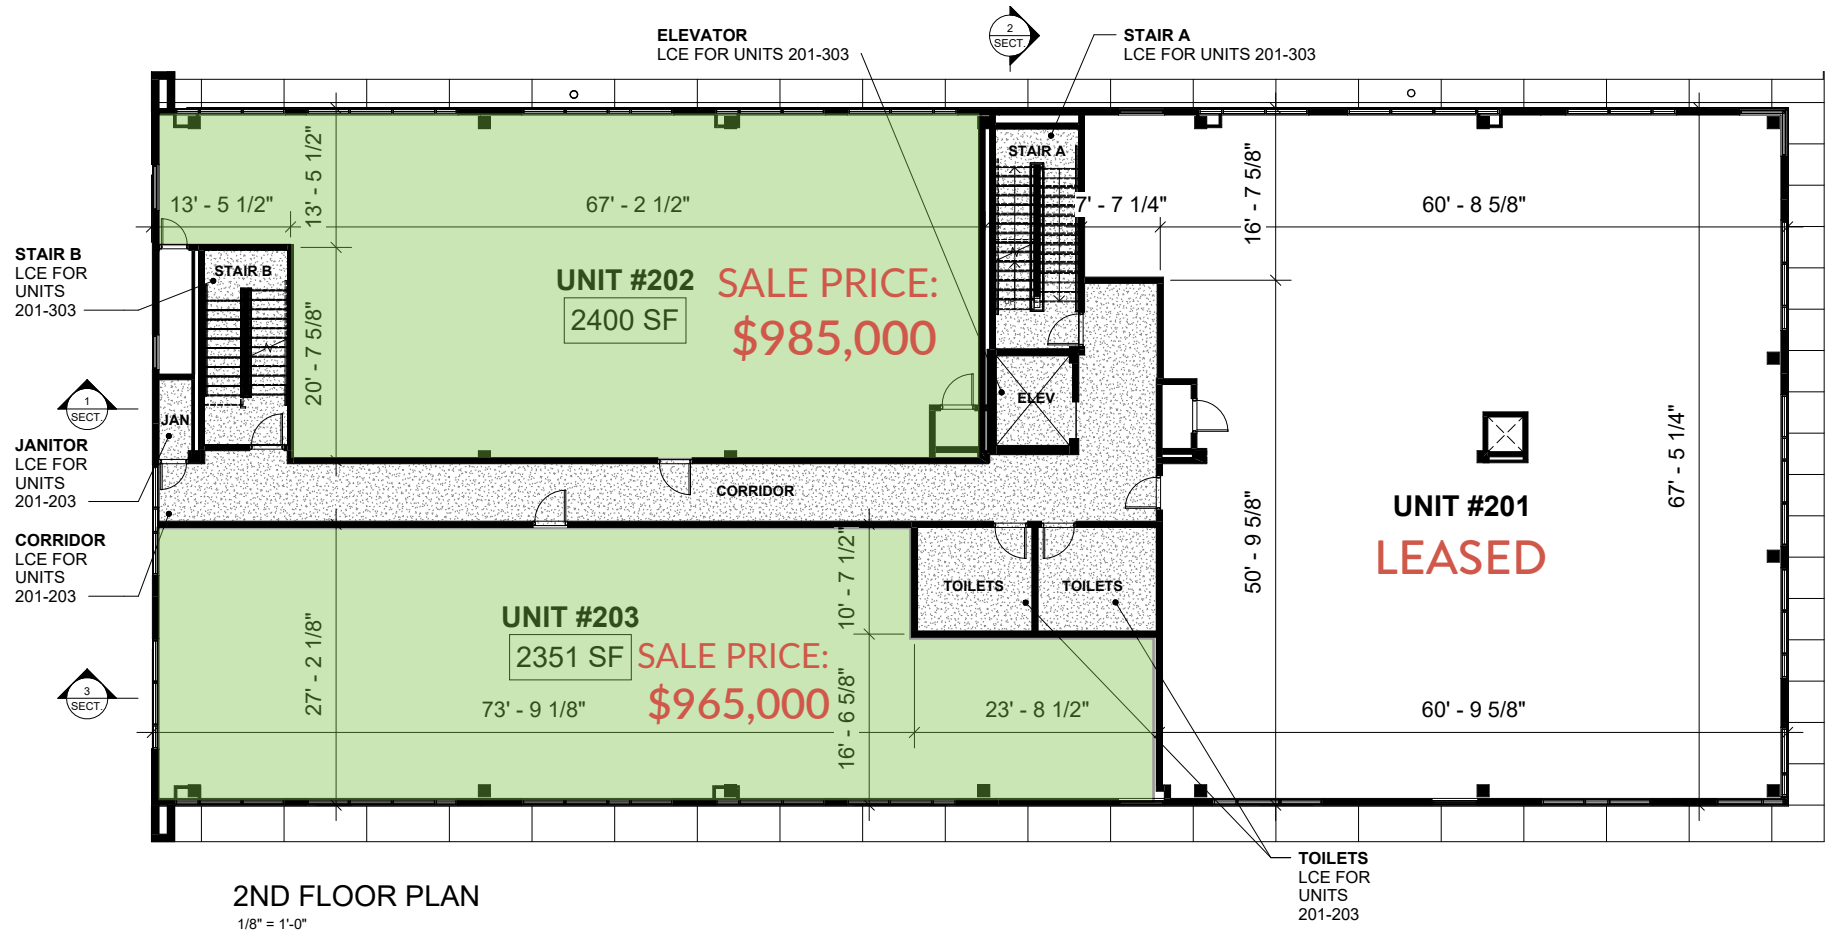 ELEVATOR
LCE FOR UNITS 201-303
2
SECT.
STAIR A
LCE FOR UNITS 201-303
STAIR A
13' - 5 1/2"
13' - 5 1/2"
67' - 2 1/2"
7' - 7 1/4"
16' - 7 5/8"
60' - 8 5/8"
STAIR B
LCE FOR
UNITS
201-303
STAIR B
UNIT #202
2400 SF
SALE PRICE:
$985,000
20' - 7 5/8"
1
SECT.
JAN
ELEV
JANITOR
LCE FOR
UNITS
201-203
CORRIDOR
67' - 5 1/4"
UNIT #201
LEASED
50' - 9 5/8"
CORRIDOR
LCE FOR
UNITS
201-203
10' - 7 1/2"
TOILETS
TOILETS
UNIT #203
2351 SF
SALE PRICE:
$965,000
27' - 2 1/8"
73' - 9 1/8"
16' - 6 5/8"
23' - 8 1/2"
60' - 9 5/8"
3
SECT.
TOILETS
LCE FOR
UNITS
201-203
2ND FLOOR PLAN
1/8" = 1'-0"